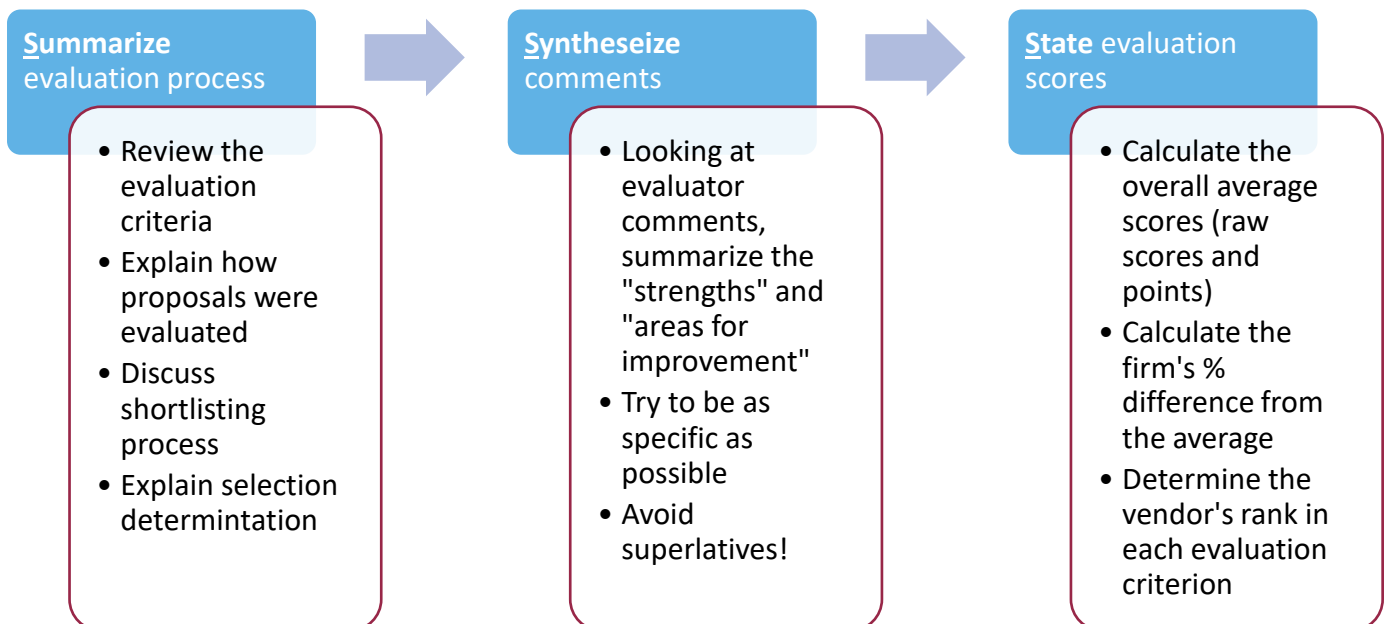 Summarize
evaluation process
• Review the
evaluation
criteria
• Explain how
proposals were
evaluated
• Discuss
shortlisting
process
• Explain selection
determintation
Syntheseize
comments
• Looking at
evaluator
comments,
summarize the
"strengths" and
"areas for
improvement"
• Try to be as
specific as
possible
• Avoid
superlatives!
State evaluation
scores
• Calculate the
overall average
scores (raw
scores and
points)
• Calculate the
firm's %
difference from
the average
• Determine the
vendor's rank in
each evaluation
criterion